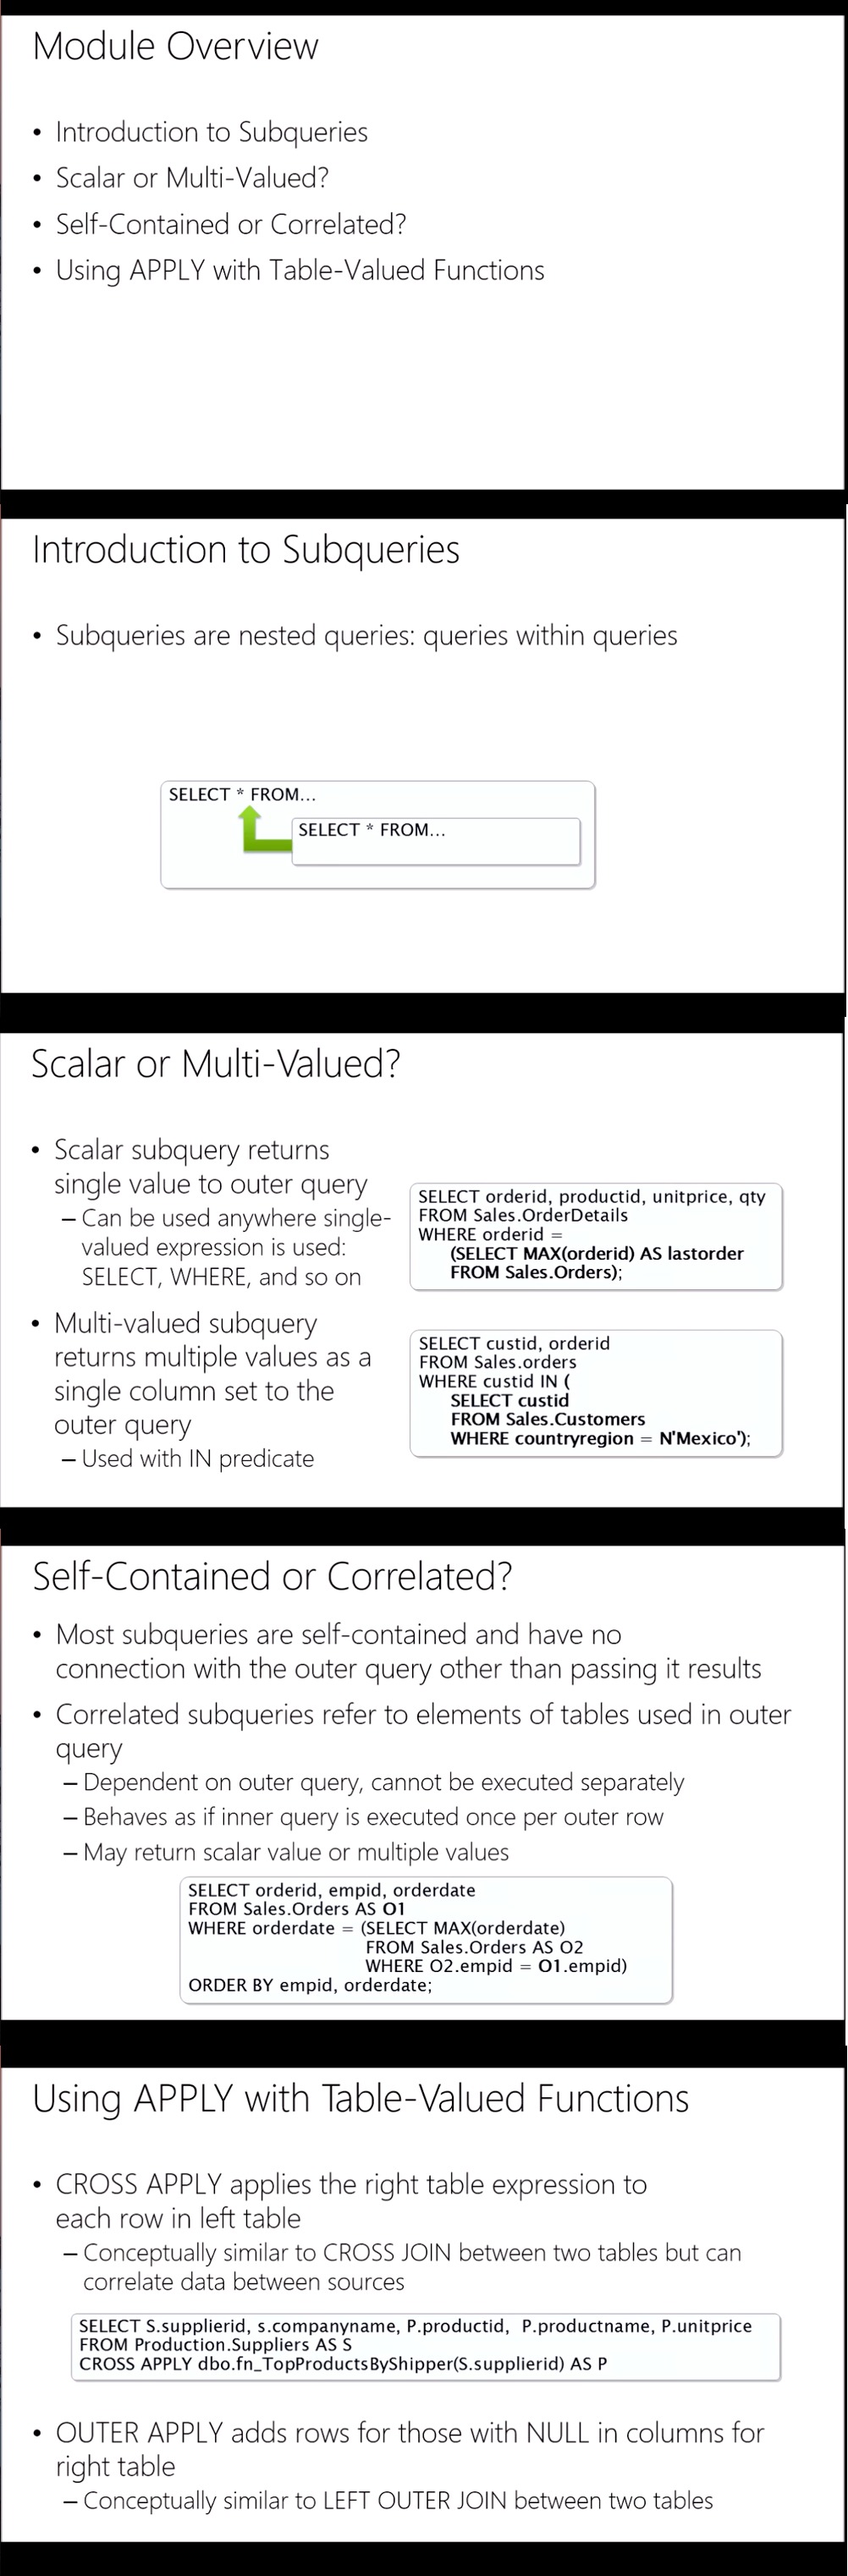 Module Overview
• Introduction to Subqueries
• Scalar or Multi-Valued?
• Self-Contained or Correlated?
• Using APPLY with Table-Valued Functions
Introduction to Subqueries
• Subqueries are nested queries: queries within queries
SELECT * FROM...
SELECT * FROM...
Scalar or Multi-Valued?
• Scalar subquery returns
single value to outer query
– Can be used anywhere single-
valued expression is used:
SELECT, WHERE, and so on
SELECT orderid, productid, unitprice, qty
FROM Sales.OrderDetails
WHERE orderid =
(SELECT MAX(orderid) AS lastorder
FROM Sales.Orders);
• Multi-valued subquery
returns multiple values as a
single column set to the
outer query
– Used with IN predicate
SELECT custid, orderid
FROM Sales.orders
WHERE custid IN (
SELECT custid
FROM Sales.Customers
WHERE countryregion = N'Mexico');
Self-Contained or Correlated?
• Most subqueries are self-contained and have no
connection with the outer query other than passing it results
• Correlated subqueries refer to elements of tables used in outer
query
– Dependent on outer query, cannot be executed separately
– Behaves as if inner query is executed once per outer row
– May return scalar value or multiple values
SELECT orderid, empid, orderdate
FROM Sales.Orders AS O1
WHERE orderdate = (SELECT MAX(orderdate)
FROM Sales.Orders AS O2
WHERE O2.empid = O1.empid)
ORDER BY empid, orderdate;
Using APPLY with Table-Valued Functions
• CROSS APPLY applies the right table expression to
each row in left table
– Conceptually similar to CROSS JOIN between two tables but can
correlate data between sources
SELECT S.supplierid, s.companyname, P.productid, P.productname, P.unitprice
FROM Production.Suppliers AS S
CROSS APPLY dbo.fn_TopProductsByShipper(S.supplierid) AS P
• OUTER APPLY adds rows for those with NULL in columns for
right table
– Conceptually similar to LEFT OUTER JOIN between two tables